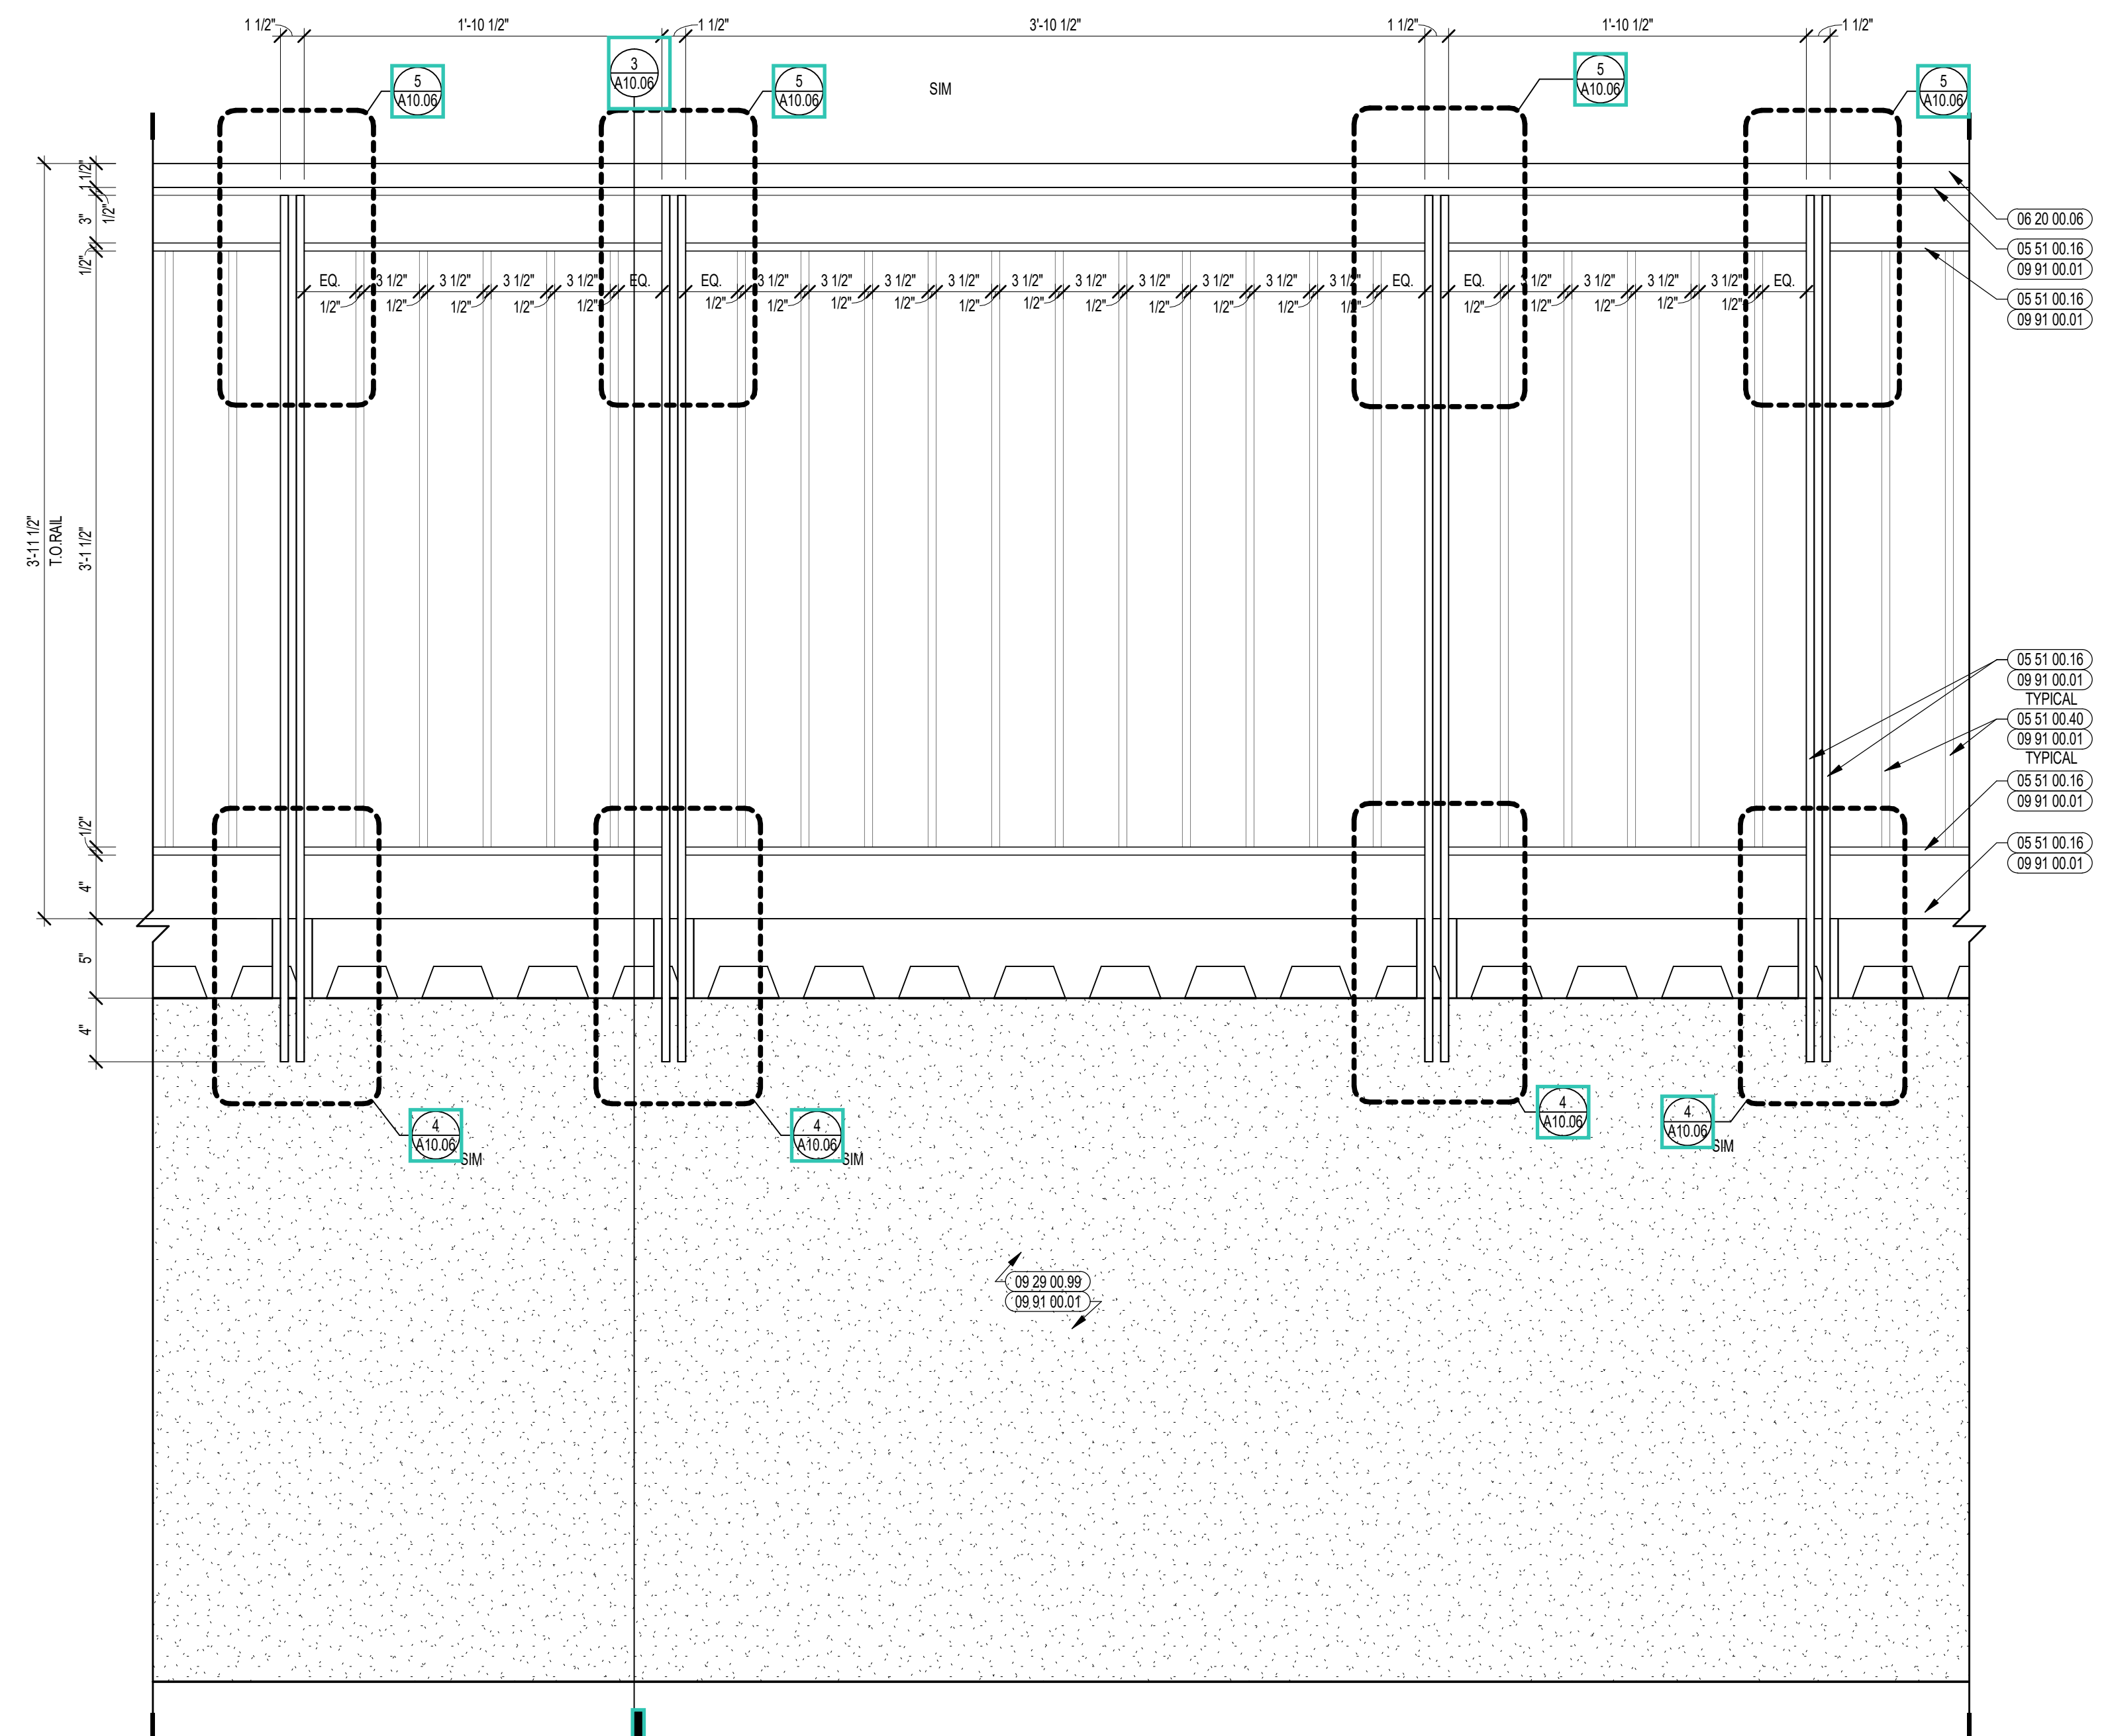 1 1/2" 1'-10 1/2" 1 1/2" 3'-10 1/2" 1 1/2" 1'-10 1/2" 1 1/2"
3
A10.06
5
A10.06
5
A10.06
SIM
5
A10.06
5
A10.06
1 1/2"
1/2"
3"
1/2"
3'-11 1/2"
T.O.RAIL
3'-1 1/2"
1/2"
4"
5"
4"
EQ. 3 1/2" 3 1/2" 3 1/2" 3 1/2" EQ. EQ. 3 1/2" 3 1/2" 3 1/2" 3 1/2" 3 1/2" 3 1/2" 3 1/2" 3 1/2" 3 1/2" 3 1/2" EQ. EQ. 3 1/2" 3 1/2" 3 1/2" 3 1/2" EQ.
1/2" 1/2" 1/2" 1/2" 1/2" 1/2" 1/2" 1/2" 1/2" 1/2" 1/2" 1/2" 1/2" 1/2" 1/2" 1/2" 1/2" 1/2" 1/2" 1/2" 1/2"
06 20 00.06
05 51 00.16
09 91 00.01
05 51 00.16
09 91 00.01
05 51 00.16
09 91 00.01
TYPICAL
05 51 00.40
09 91 00.01
TYPICAL
05 51 00.16
09 91 00.01
05 51 00.16
09 91 00.01
4
A10.06
SIM
4
A10.06
SIM
4
A10.06
4
A10.06
SIM
09 29 00.99
09 91 00.01